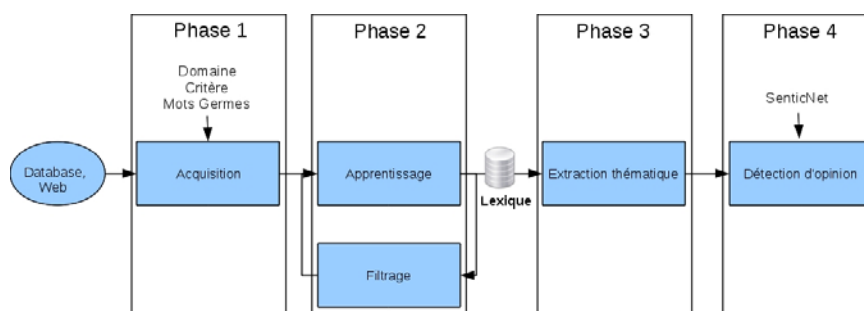 Phase 1
Phase 2
Phase 3
Phase 4
Domaine
Critère
Mots Germes
SenticNet
Database,
Web
Acquisition
Apprentissage
Lexique
Extraction thématique
Détection d'opinion
Filtrage